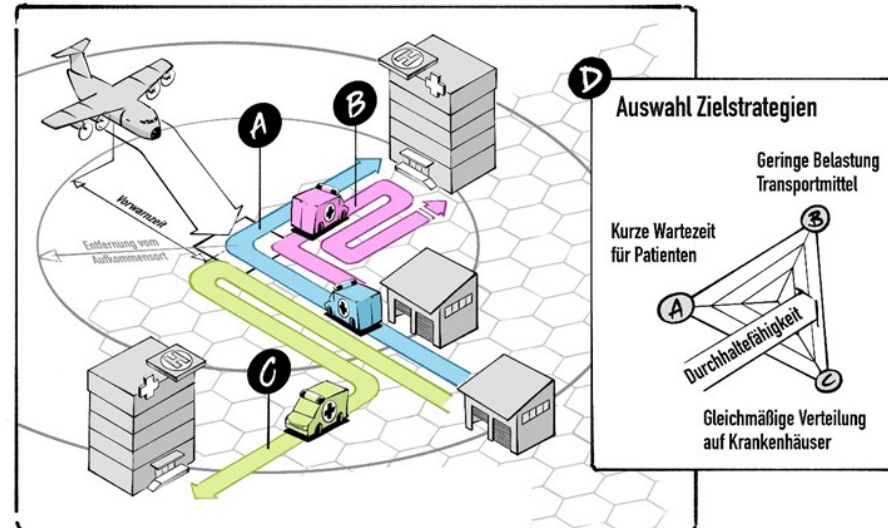 A
B
C
D
H
H
Vorwarnzeit
Entfernung vom
Aufkommensort
Auswahl Zielstrategien
Geringe Belastung
Transportmittel
B
Kurze Wartezeit
für Patienten
A
Durchhaltefähigkeit
C
Gleichmäßige Verteilung
auf Krankenhäuser